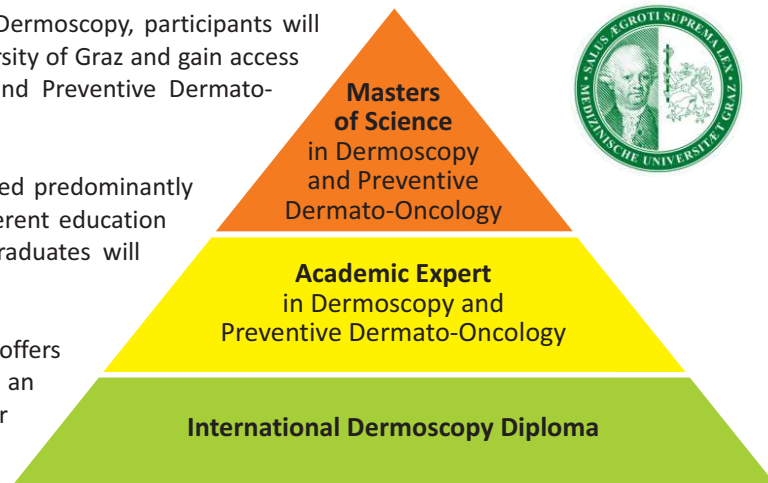 Dermoscopy, participants will
rsity of Graz and gain access
nd Preventive Dermato-
ed predominantly
erent education
raduates will
offers
an
r
Masters
of Science
in Dermoscopy
and Preventive
Dermato-Oncology
Academic Expert
in Dermoscopy and
Preventive Dermato-Oncology
International Dermoscopy Diploma
SALUS ÆGROTI SUPREMA LEX
MEDIZINISCHE UNIVERSITÆT GRAZ